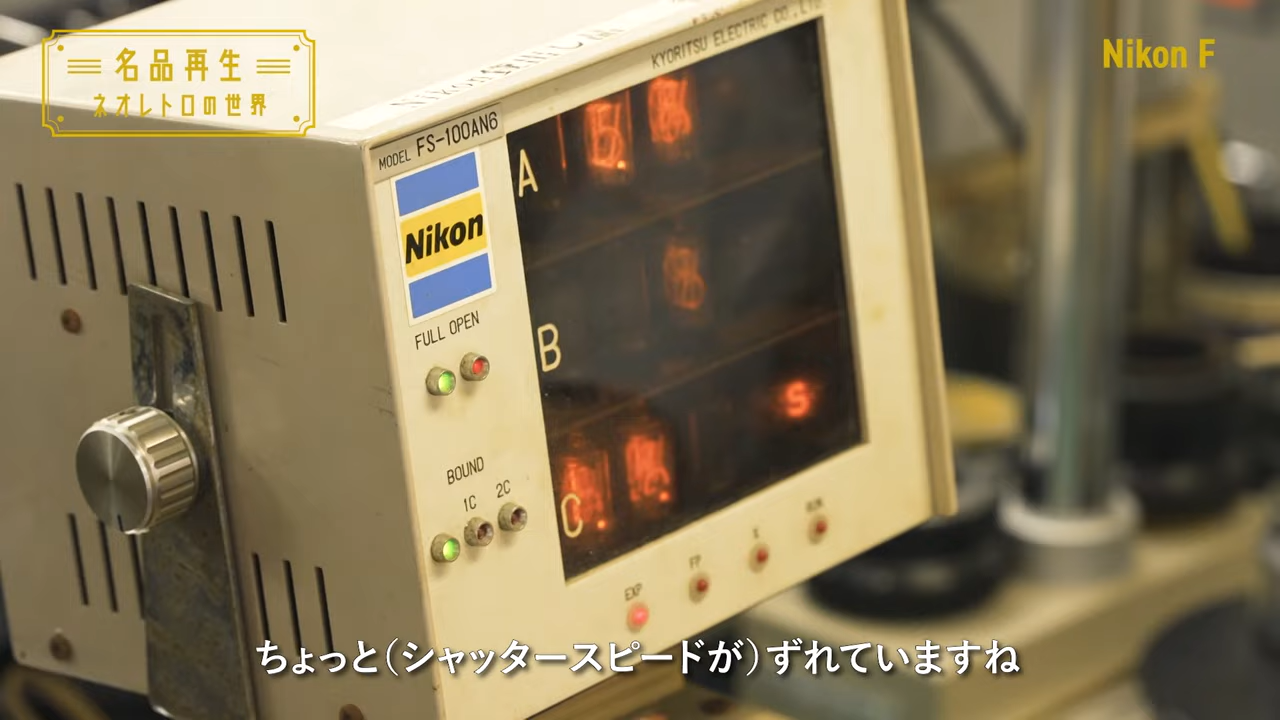 名品再生
ネオレトロの世界
Nikon F
KYORITSU ELECTRIC CO., LTD
MODEL FS-100AN6
Nikon
FULL OPEN
BOUND
1C 2C
A
B
C
S
EXP
FP
X
RUN
ちょっと（シャッタースピードが）ずれていますね